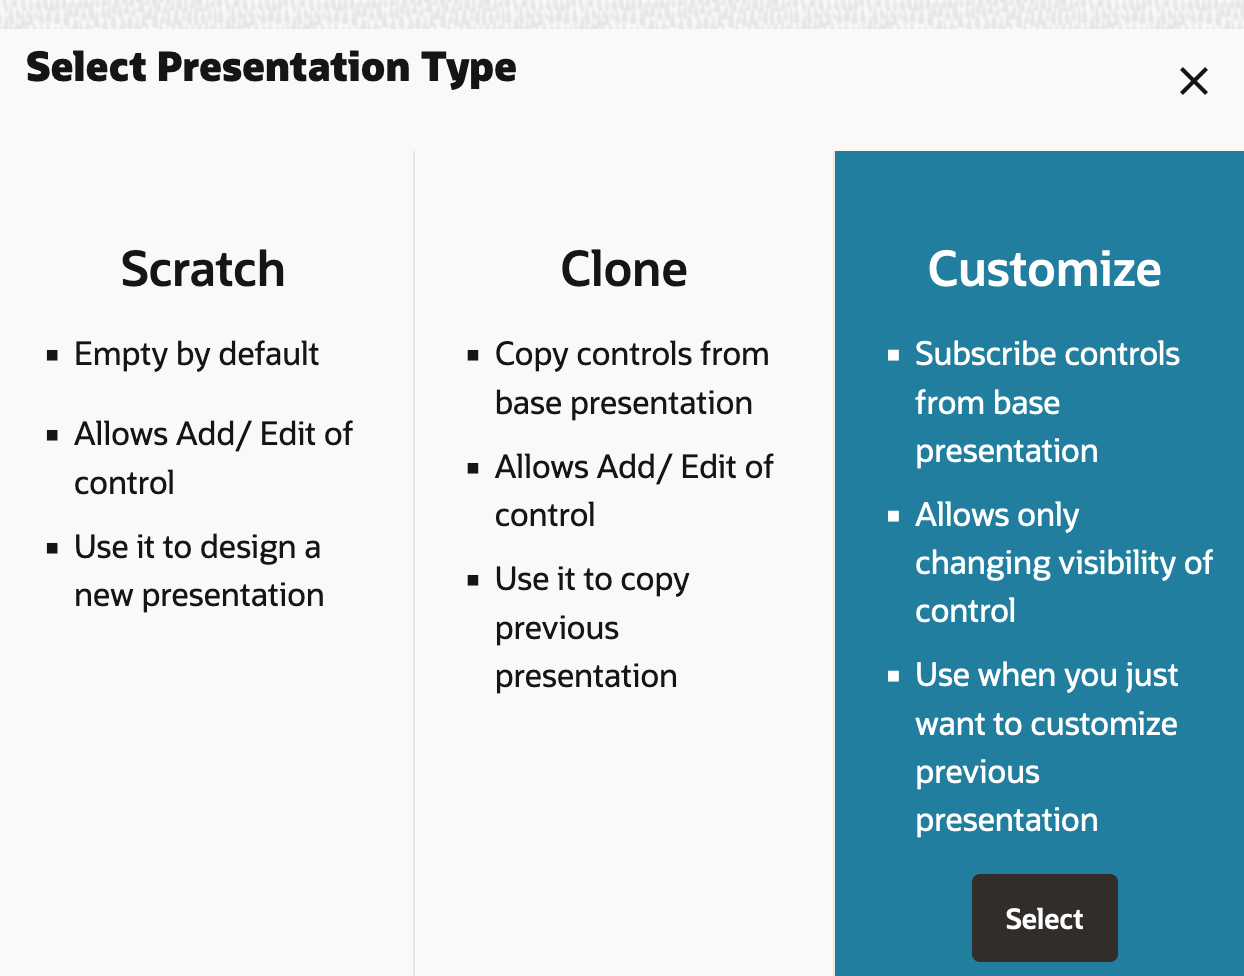 Select Presentation Type
Scratch
Empty by default
Allows Add/ Edit of
control
Use it to design a
new presentation
Clone
Copy controls from
base presentation
Allows Add/ Edit of
control
Use it to copy
previous
presentation
Customize
Subscribe controls
from base
presentation
Allows only
changing visibility of
control
Use when you just
want to customize
previous
presentation
Select